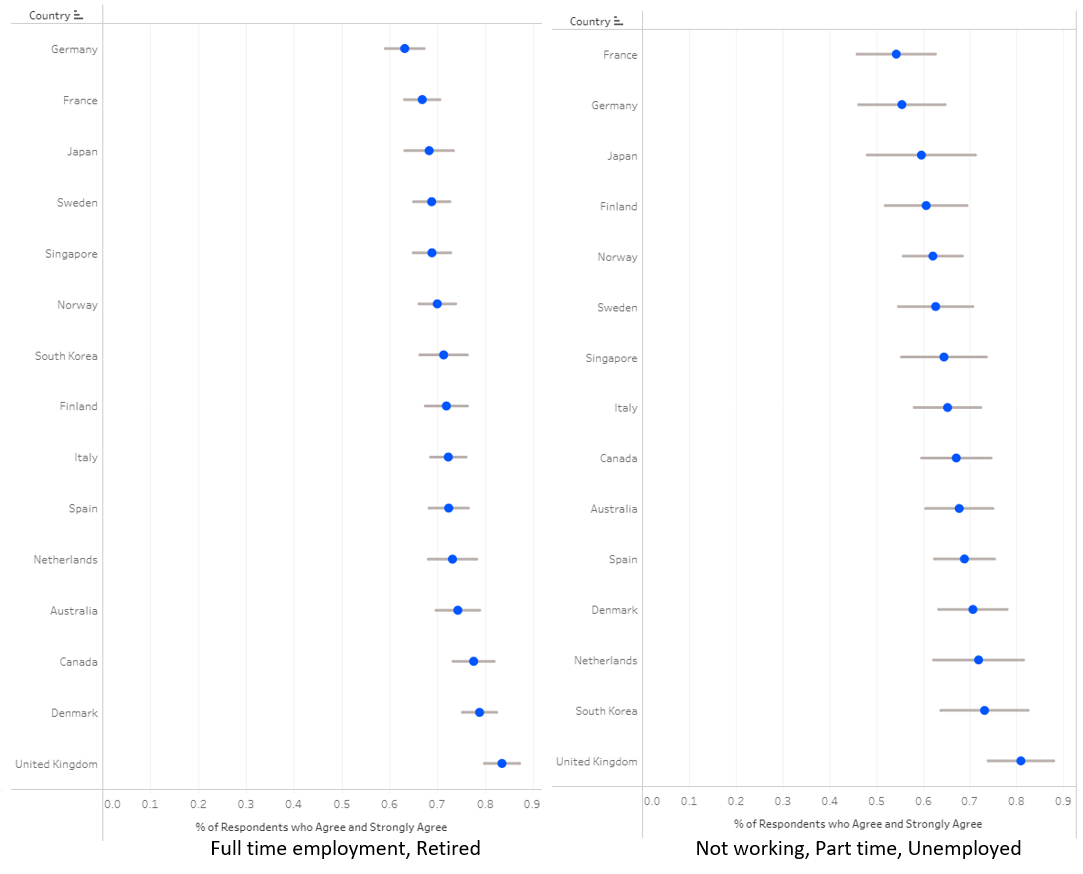 Country
Germany
France
Japan
Sweden
Singapore
Norway
South Korea
Finland
Italy
Spain
Netherlands
Australia
Canada
Denmark
United Kingdom
0.0 0.1 0.2 0.3 0.4 0.5 0.6 0.7 0.8 0.9
% of Respondents who Agree and Strongly Agree
Full time employment, Retired
Country
France
Germany
Japan
Finland
Norway
Sweden
Singapore
Italy
Canada
Australia
Spain
Denmark
Netherlands
South Korea
United Kingdom
0.0 0.1 0.2 0.3 0.4 0.5 0.6 0.7 0.8 0.9
% of Respondents who Agree and Strongly Agree
Not working, Part time, Unemployed